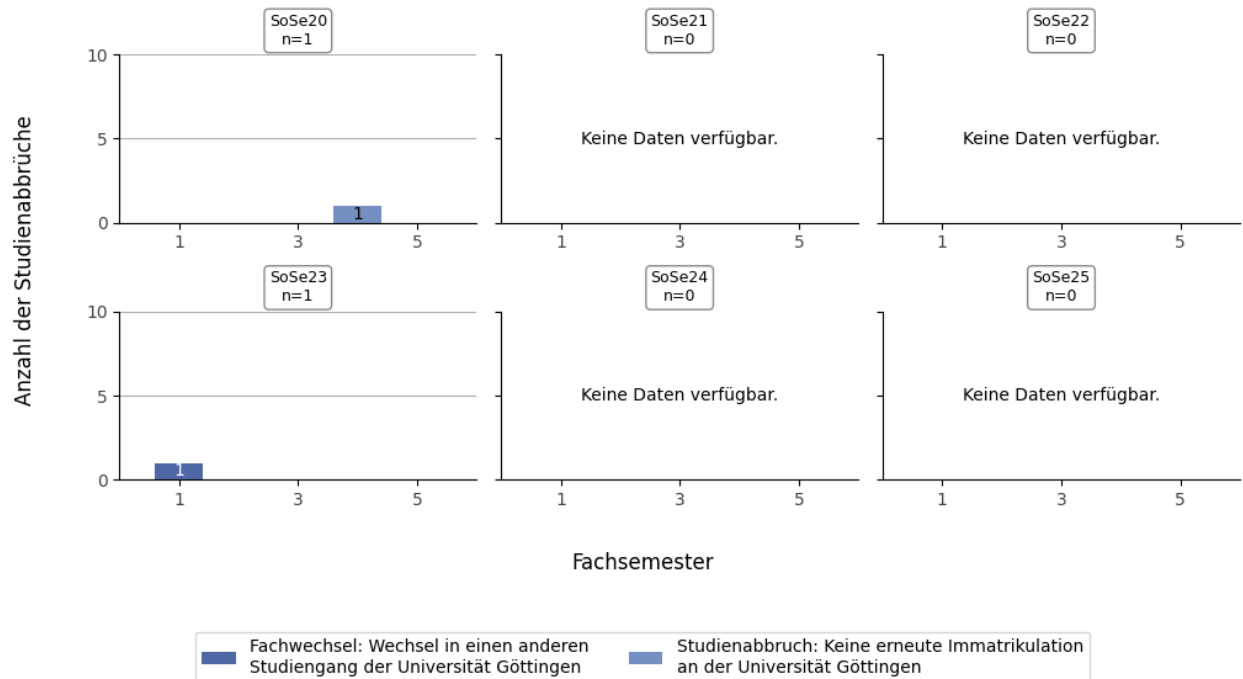 SoSe20
n=1
SoSe21
n=0
SoSe22
n=0
Anzahl der Studienabbrüche
10
5
0
1
1
3
5
Keine Daten verfügbar.
1
3
5
Keine Daten verfügbar.
1
3
5
SoSe23
n=1
SoSe24
n=0
SoSe25
n=0
10
5
0
1
1
3
5
Keine Daten verfügbar.
1
3
5
Keine Daten verfügbar.
1
3
5
Fachsemester
Fachwechsel: Wechsel in einen anderen
Studiengang der Universität Göttingen
Studienabbruch: Keine erneute Immatrikulation
an der Universität Göttingen